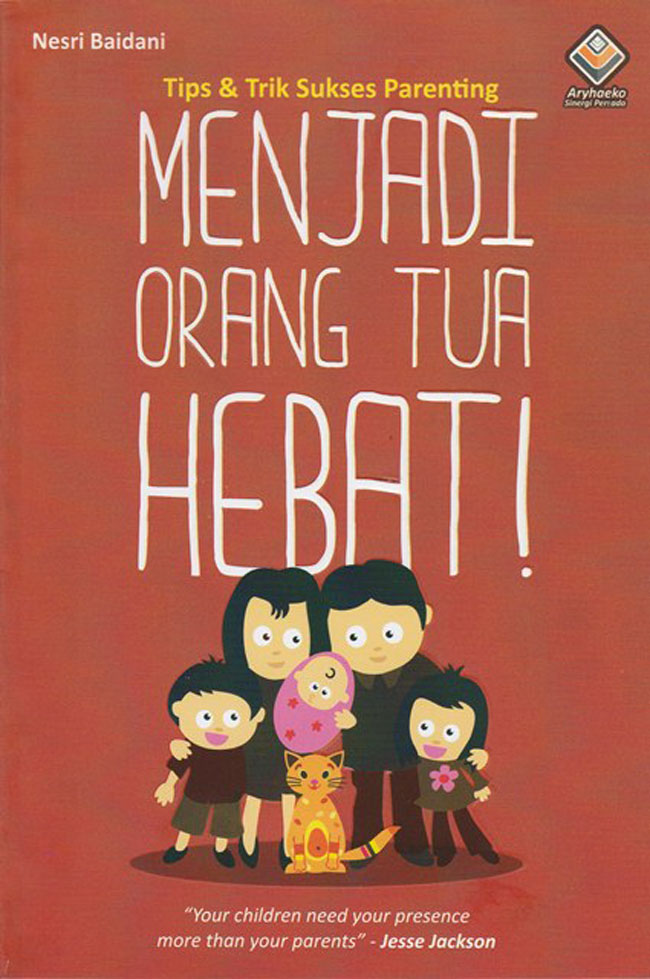 Nesri Baidani
Aryhaeko
Sinergi Perkado
Tips & Trik Sukses Parenting
MENJADI
ORANG TUA
HEBAT!
“Your children need your presence
more than your parents” - Jesse Jackson